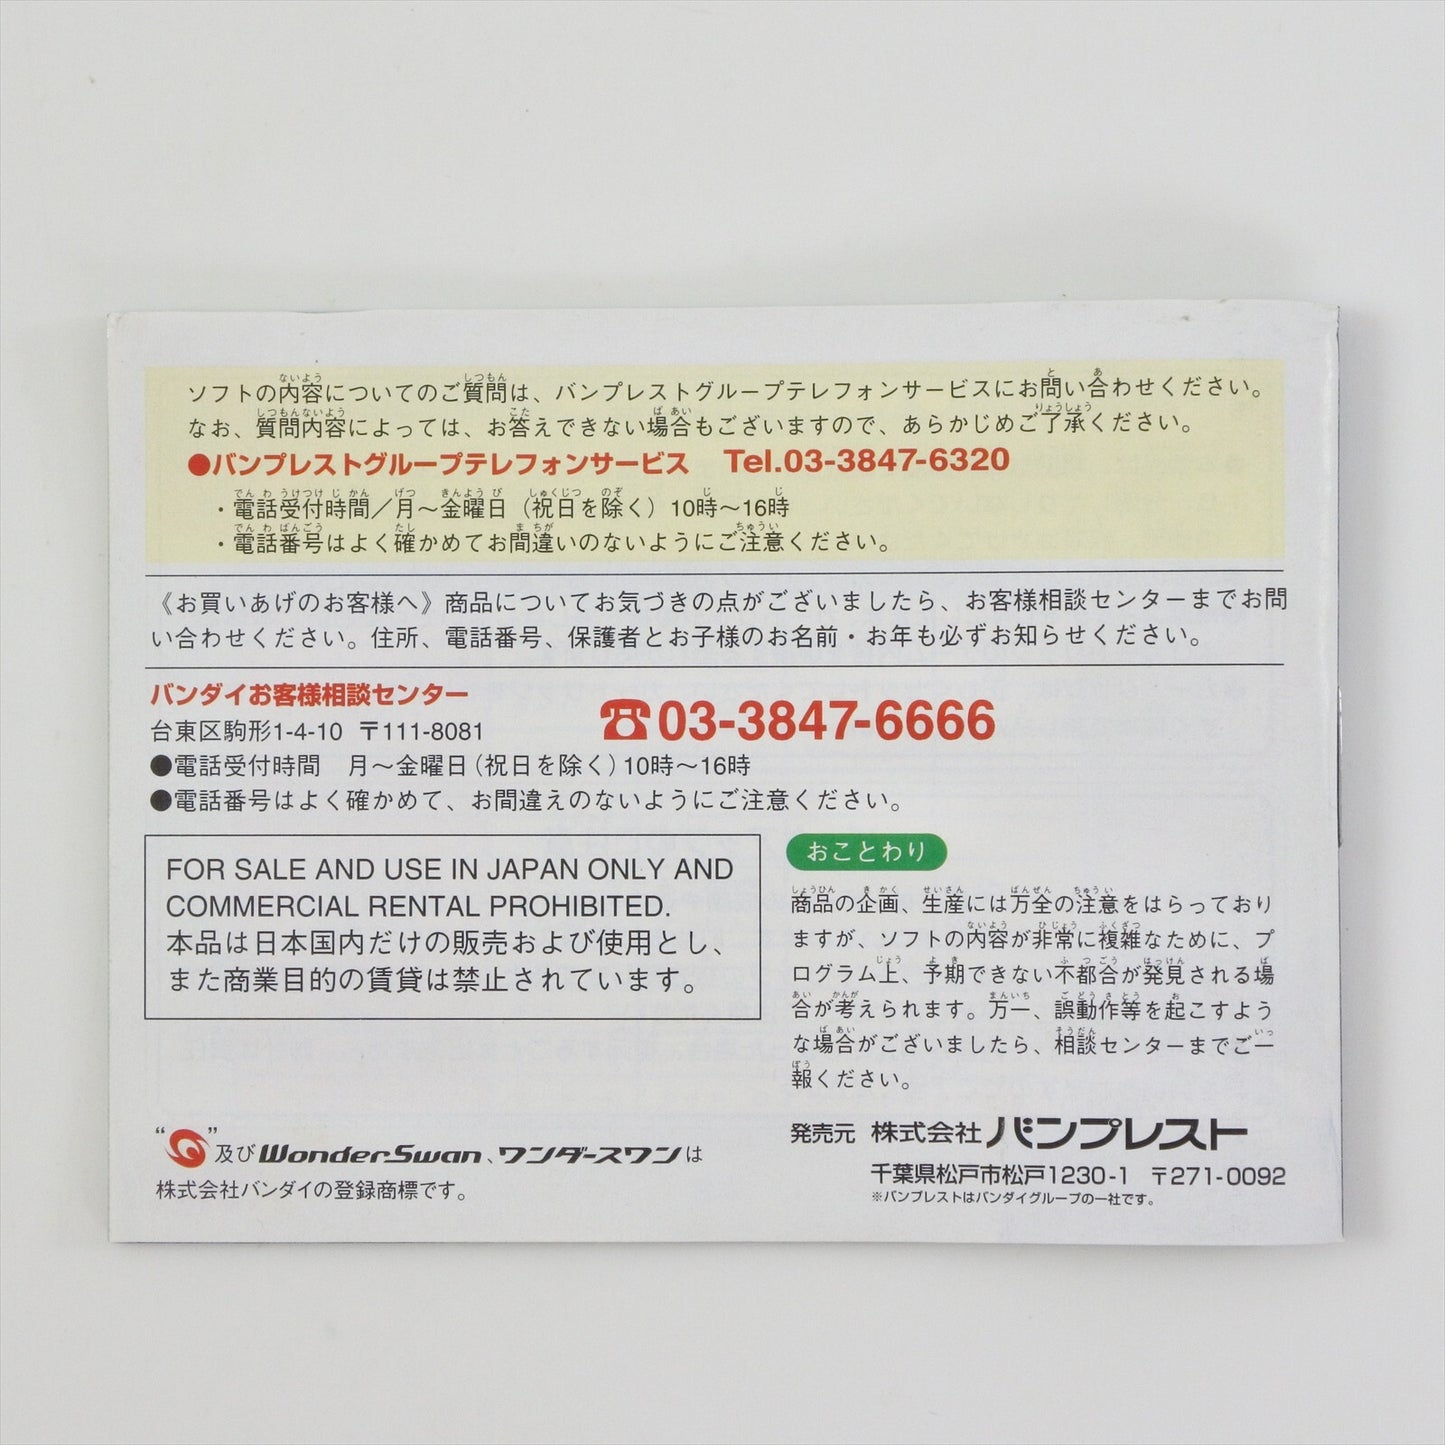 ソフトの内容についてのご質問は、バンプレストグループテレフォンサービスにお問い合わせください。
なお、質問内容によっては、お答えできない場合もございますので、あらかじめご了承ください。
●バンプレストグループテレフォンサービス Tel.03-3847-6320
・電話受付時間／月～金曜日（祝日を除く）10時～16時
・電話番号はよく確かめてお間違いのないようにご注意ください。
《お買いあげのお客様へ》商品についてお気づきの点がございましたら、お客様相談センターまでお問
い合わせください。住所、電話番号、保護者とお子様のお名前・お年も必ずお知らせください。
バンダイお客様相談センター
台東区駒形1-4-10 〒111-8081
☎03-3847-6666
●電話受付時間 月～金曜日（祝日を除く）10時～16時
●電話番号はよく確かめて、お間違えのないようにご注意ください。
FOR SALE AND USE IN JAPAN ONLY AND
COMMERCIAL RENTAL PROHIBITED.
本品は日本国内だけの販売および使用とし、
また商業目的の賃貸は禁止されています。
おことわり
商品の企画、生産には万全の注意をはらっており
ますが、ソフトの内容が非常に複雑なために、プ
ログラム上、予期できない不都合が発見される場
合が考えられます。万一、誤動作等を起こすよう
な場合がございましたら、相談センターまでご一
報ください。
“ ”及びWonderSwan、ワンダースワンは
株式会社バンダイの登録商標です。
発売元 株式会社バンプレスト
千葉県松戸市松戸1230-1 〒271-0092
※バンプレストはバンダイグループの一社です。